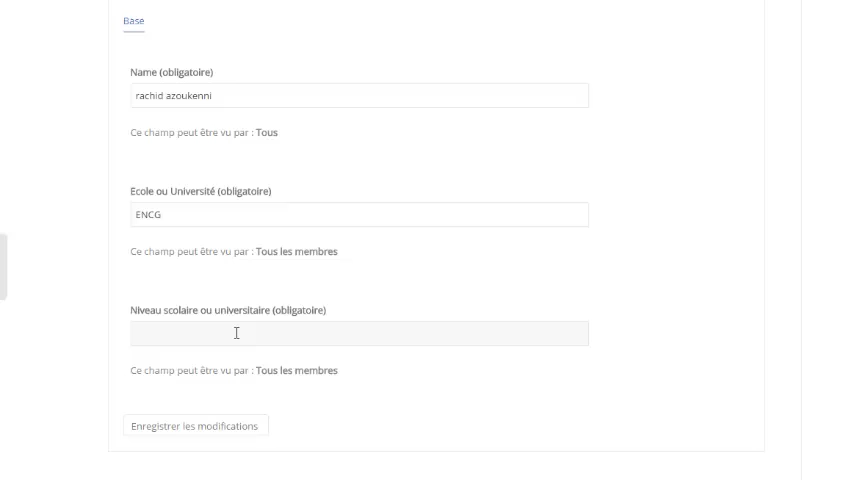 Base
Name (obligatoire)
rachid azoukenni
Ce champ peut être vu par : Tous
Ecole ou Université (obligatoire)
ENCG
Ce champ peut être vu par : Tous les membres
Niveau scolaire ou universitaire (obligatoire)
Ce champ peut être vu par : Tous les membres
Enregistrer les modifications